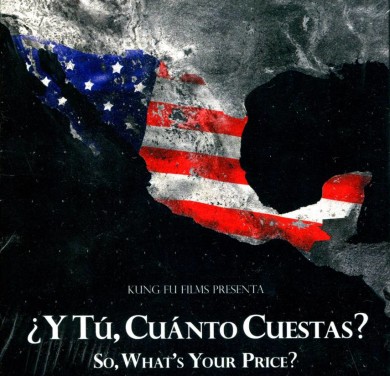 KUNG FU FILMS PRESENTA
¿Y TÚ, CUÁNTO CUESTAS?
SO, WHAT'S YOUR PRICE?